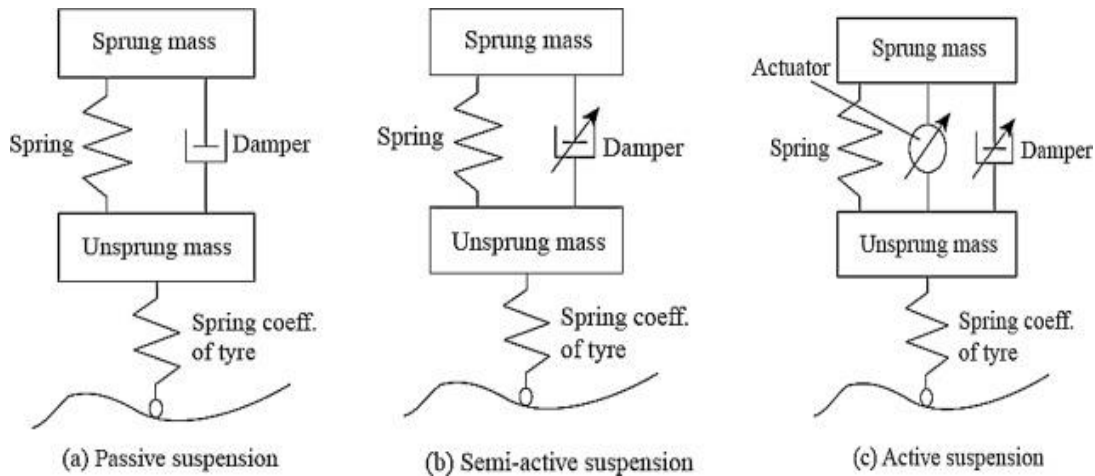 Sprung mass
Spring
Damper
Unsprung mass
Spring coeff.
of tyre
(a) Passive suspension
Sprung mass
Spring
Damper
Unsprung mass
Spring coeff.
of tyre
(b) Semi-active suspension
Sprung mass
Actuator
Spring
Damper
Unsprung mass
Spring coeff.
of tyre
(c) Active suspension